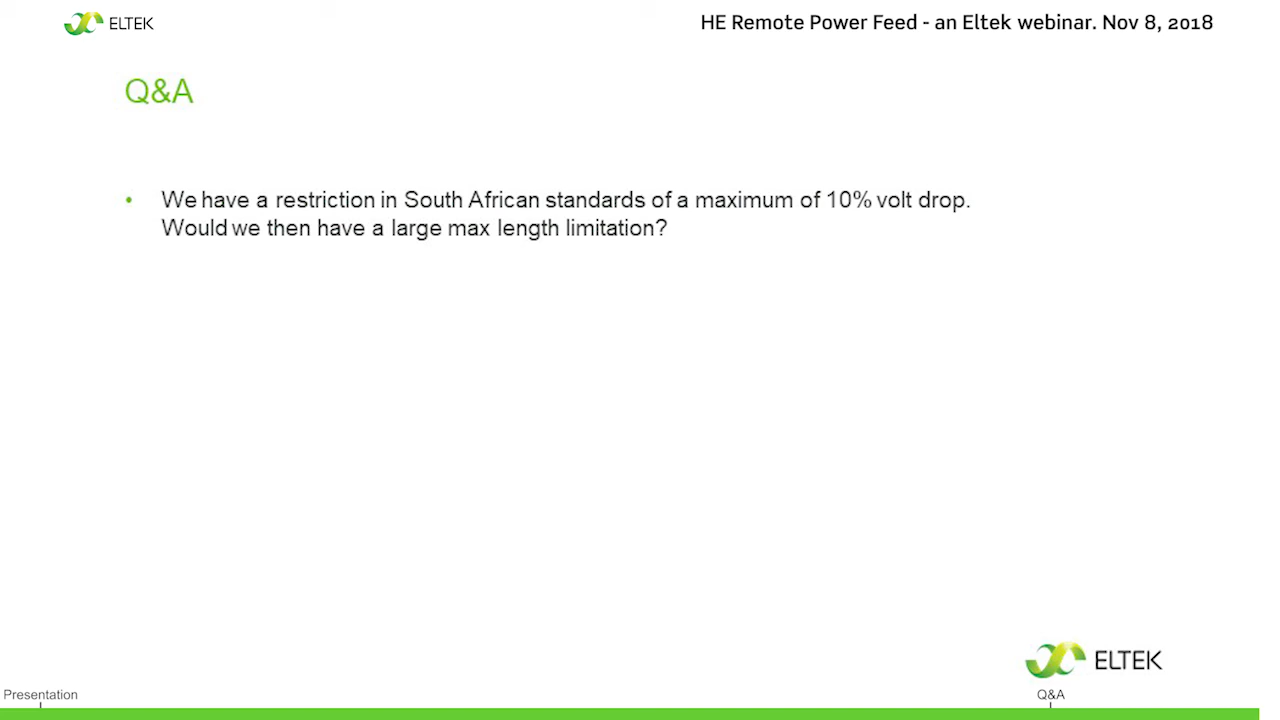 ELTEK
HE Remote Power Feed - an Eltek webinar. Nov 8, 2018
Q&A
• We have a restriction in South African standards of a maximum of 10% volt drop.
Would we then have a large max length limitation?
ELTEK
Presentation
Q&A